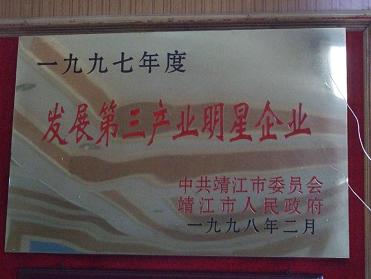 一九九七年度
发展第三产业明星企业
中共靖江市委员会
靖江市人民政府
一九九八年二月